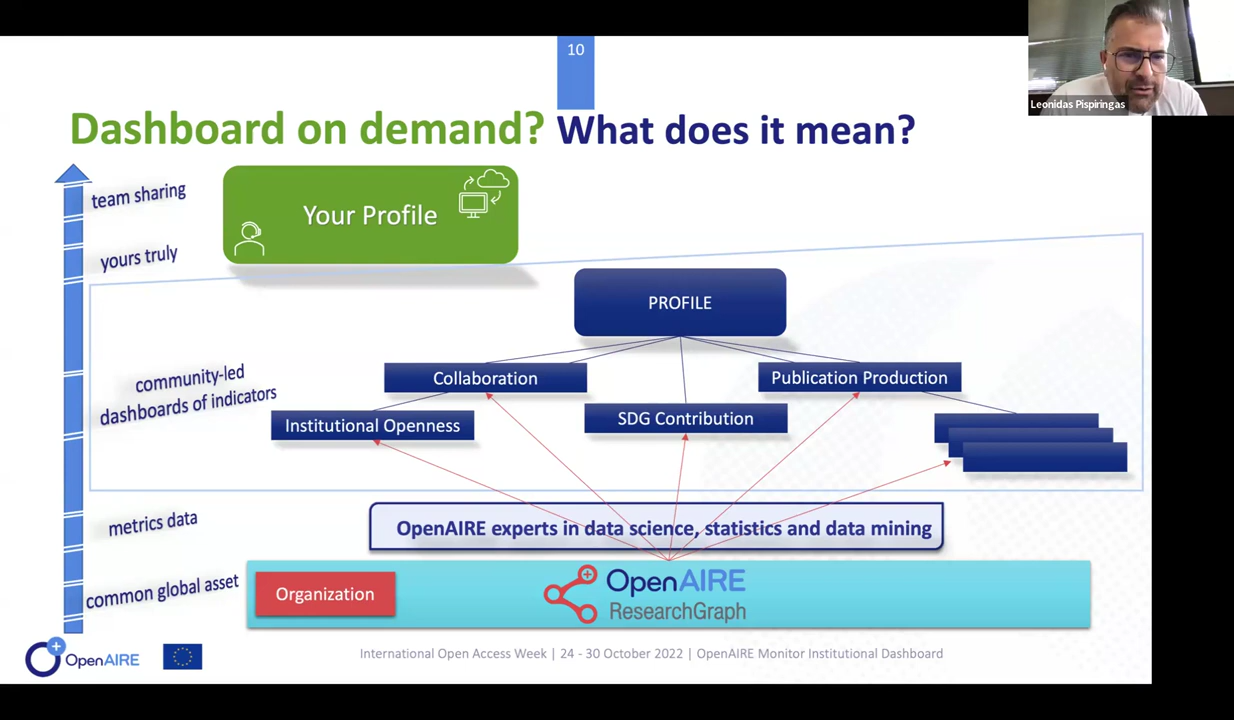 10
Leonidas Pispiringas
Dashboard on demand? What does it mean?
team sharing
Your Profile
yours truly
PROFILE
community-led
dashboards of indicators
Collaboration
Publication Production
Institutional Openness
SDG Contribution
metrics data
OpenAIRE experts in data science, statistics and data mining
common global asset
Organization
OpenAIRE
ResearchGraph
OpenAIRE
International Open Access Week | 24 - 30 October 2022 | OpenAIRE Monitor Institutional Dashboard